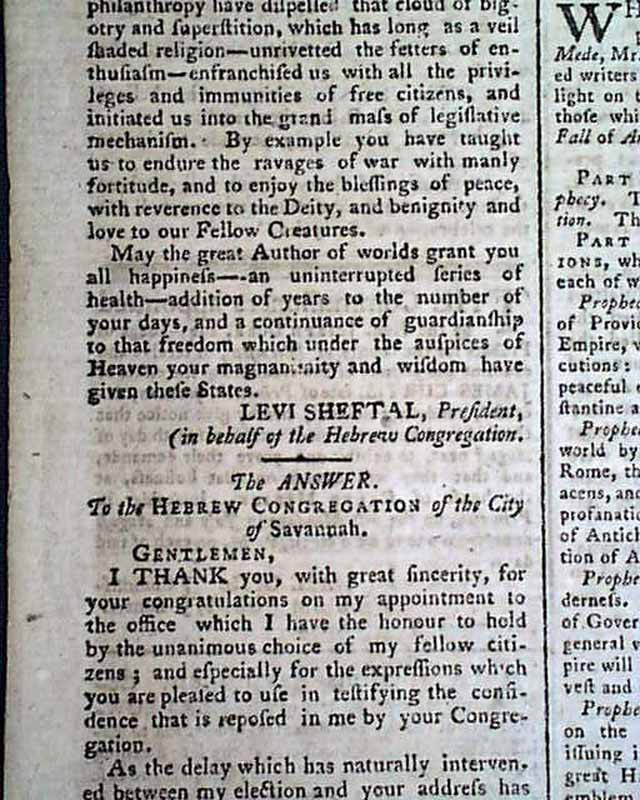 philanthropy have diſpelled that cloud of big-
otry and ſuperſtition, which has long as a veil
ſhaded religion—unrivetted the fetters of en-
thuſiaſm—enfranchiſed us with all the privi-
leges and immunities of free citizens, and
initiated us into the grand maſs of legiſlative
mechaniſm. By example you have taught
us to endure the ravages of war with manly
fortitude, and to enjoy the bleſſings of peace,
with reverence to the Deity, and benignity and
love to our Fellow Creatures.
May the great Author of worlds grant you
all happineſs—an uninterrupted ſeries of
health—addition of years to the number of
your days, and a continuance of guardianſhip
to that freedom which under the auſpices of
Heaven your magnanimity and wiſdom have
given theſe States.
LEVI SHEFTAL, Preſident,
(in behalf of the Hebrew Congregation.
The ANSWER.
To the HEBREW CONGREGATION of the City
of Savannah.
GENTLEMEN,
I THANK you, with great ſincerity, for
your congratulations on my appointment to
the office which I have the honour to hold
by the unanimous choice of my fellow citi-
zens; and eſpecially for the expreſſions which
you are pleaſed to uſe in teſtifying the confi-
dence that is repoſed in me by your Congre-
gation.
As the delay which has naturally interven-
ed between my election and your addreſs has
Mede, Mr.
ed writers
light on
thoſe
Fall of
PART
phecy.
tion.
PART
IONS,
each of
of
Empire,
cutions:
peaceful
ſtantine
world by
Rome,
acens, and
of
tion of
derneſs.
of
general
pire will
veſt and
on the
iſſuing
great
emblem